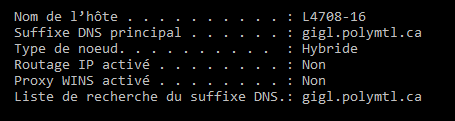 Nom de l’hôte . . . . . . . . . . : L4708-16
Suffixe DNS principal . . . . . . : gigl.polymtl.ca
Type de noeud. . . . . . . . . . : Hybride
Routage IP activé . . . . . . . . : Non
Proxy WINS activé . . . . . . . . : Non
Liste de recherche du suffixe DNS.: gigl.polymtl.ca